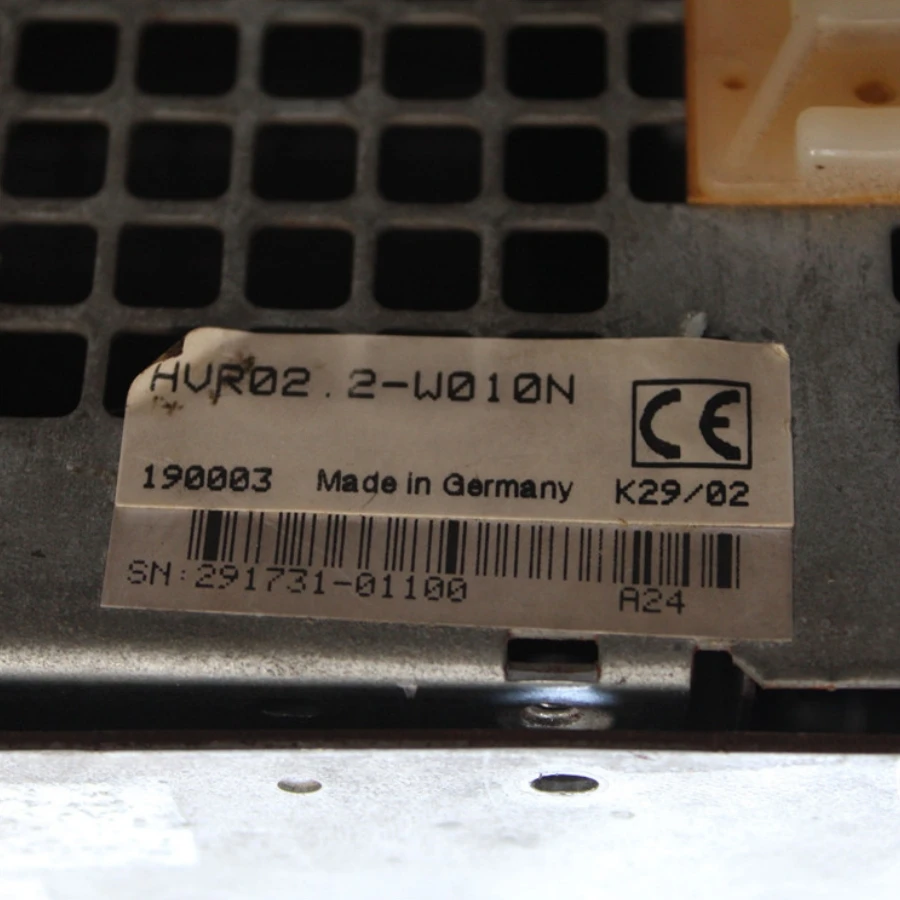 HVR02.2-W010N
CE
190003 Made in Germany K29/02
SN:291731-01100 A24